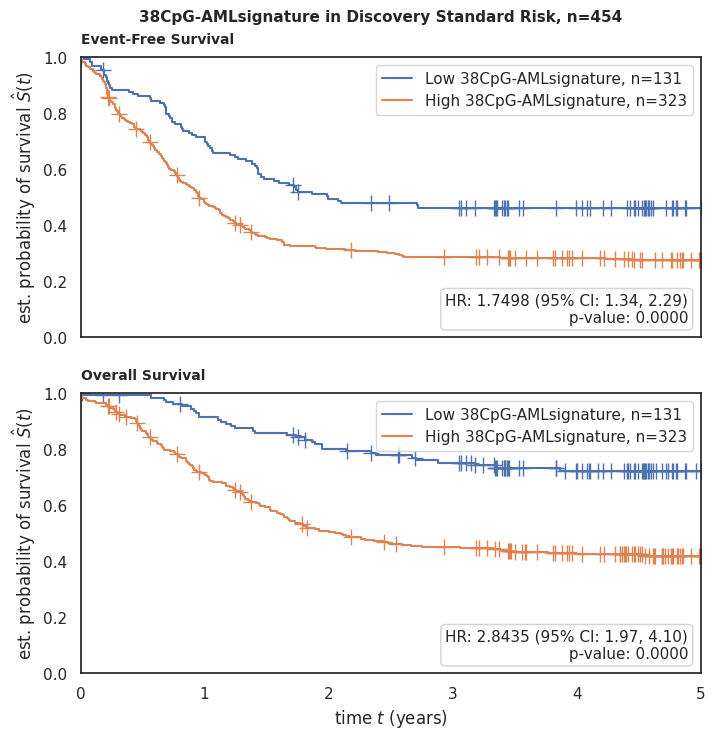 38CpG-AMLsignature in Discovery Standard Risk, n=454
Event-Free Survival
est. probability of survival Ŝ(t)
1.0
0.8
0.6
0.4
0.2
0.0
Low 38CpG-AMLsignature, n=131
High 38CpG-AMLsignature, n=323
HR: 1.7498 (95% CI: 1.34, 2.29)
p-value: 0.0000
Overall Survival
est. probability of survival Ŝ(t)
1.0
0.8
0.6
0.4
0.2
0.0
Low 38CpG-AMLsignature, n=131
High 38CpG-AMLsignature, n=323
HR: 2.8435 (95% CI: 1.97, 4.10)
p-value: 0.0000
0 1 2 3 4 5
time t (years)